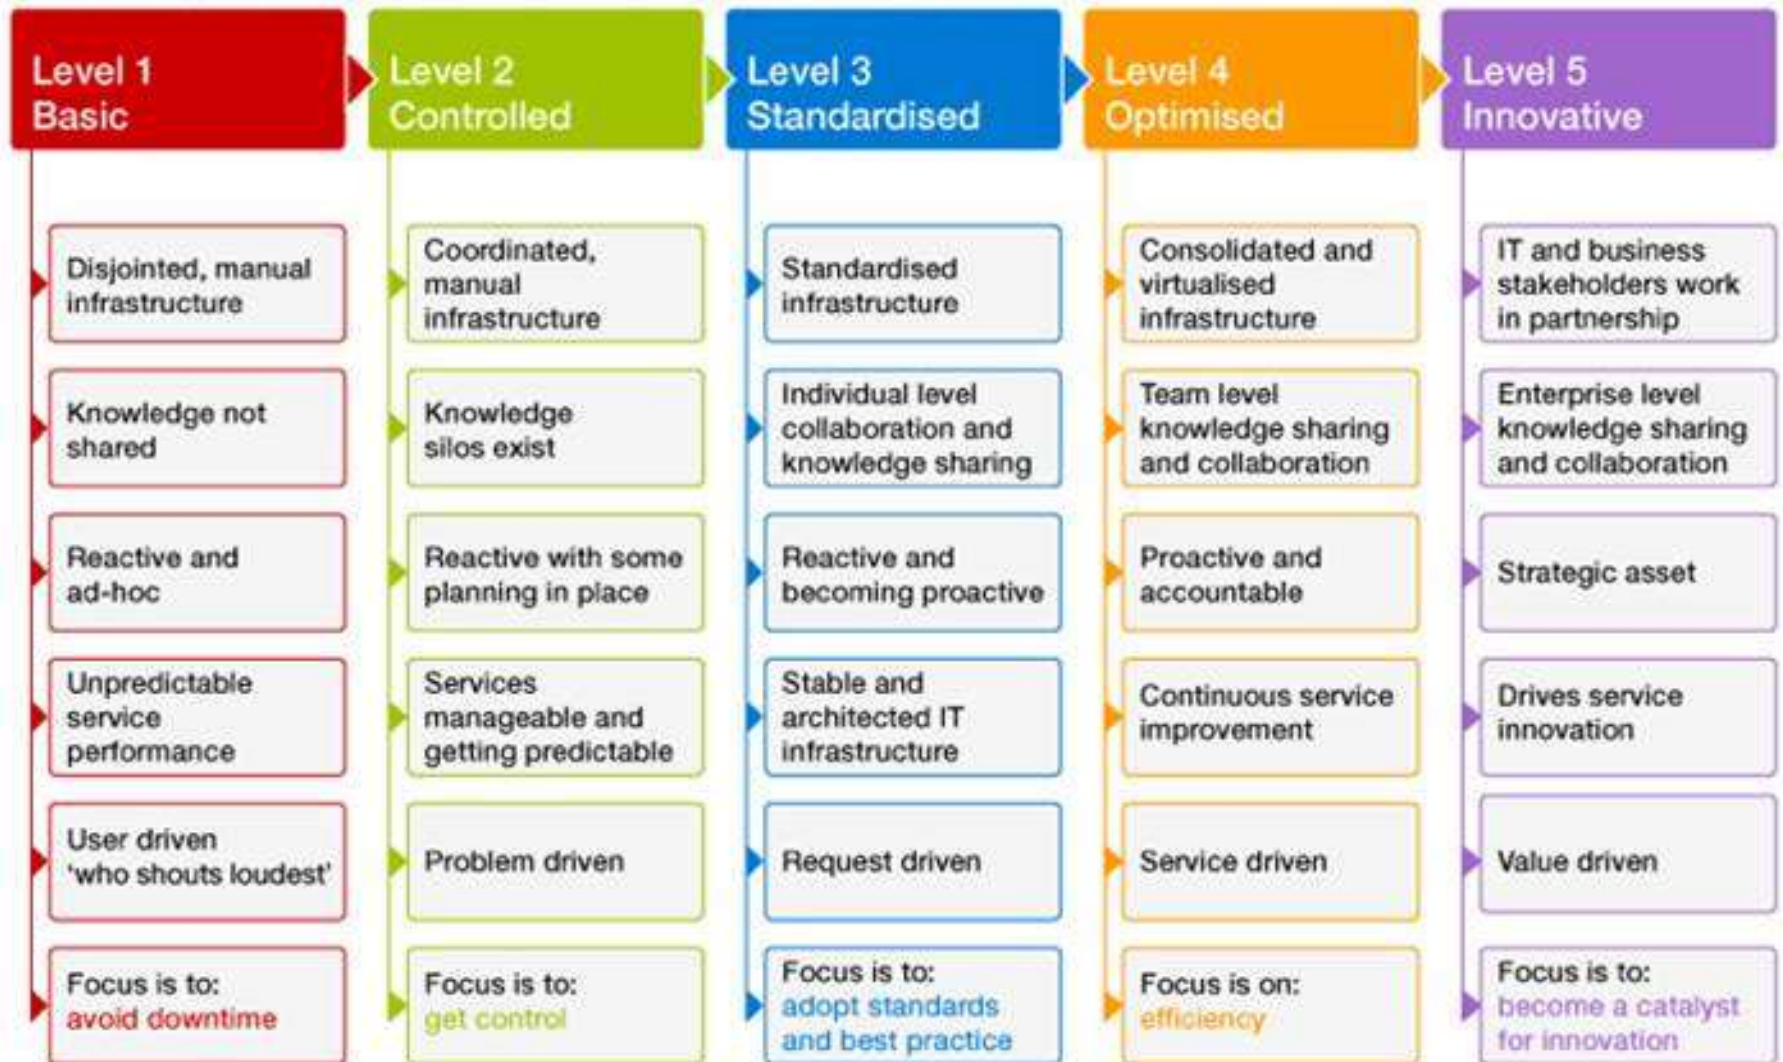 Level 1
Basic
Disjointed, manual
infrastructure
Knowledge not
shared
Reactive and
ad-hoc
Unpredictable
service
performance
User driven
'who shouts loudest'
Focus is to:
avoid downtime
Level 2
Controlled
Coordinated,
manual
infrastructure
Knowledge
silos exist
Reactive with some
planning in place
Services
manageable and
getting predictable
Problem driven
Focus is to:
get control
Level 3
Standardised
Standardised
infrastructure
Individual level
collaboration and
knowledge sharing
Reactive and
becoming proactive
Stable and
architected IT
infrastructure
Request driven
Focus is to:
adopt standards
and best practice
Level 4
Optimised
Consolidated and
virtualised
infrastructure
Team level
knowledge sharing
and collaboration
Proactive and
accountable
Continuous service
improvement
Service driven
Focus is on:
efficiency
Level 5
Innovative
IT and business
stakeholders work
in partnership
Enterprise level
knowledge sharing
and collaboration
Strategic asset
Drives service
innovation
Value driven
Focus is to:
become a catalyst
for innovation